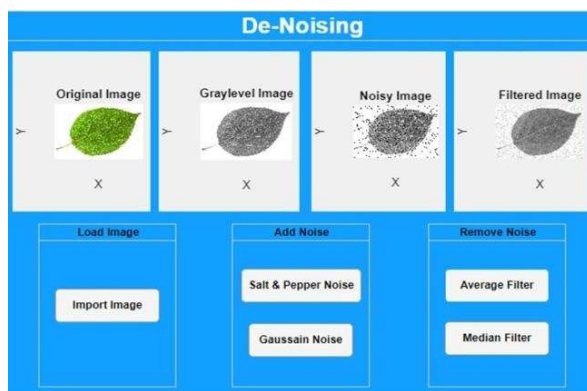 De-Noising
Original Image
Graylevel Image
Noisy Image
Filtered Image
Y
Y
Y
Y
X
X
X
X
Load Image
Add Noise
Remove Noise
Import Image
Salt & Pepper Noise
Gaussain Noise
Average Filter
Median Filter